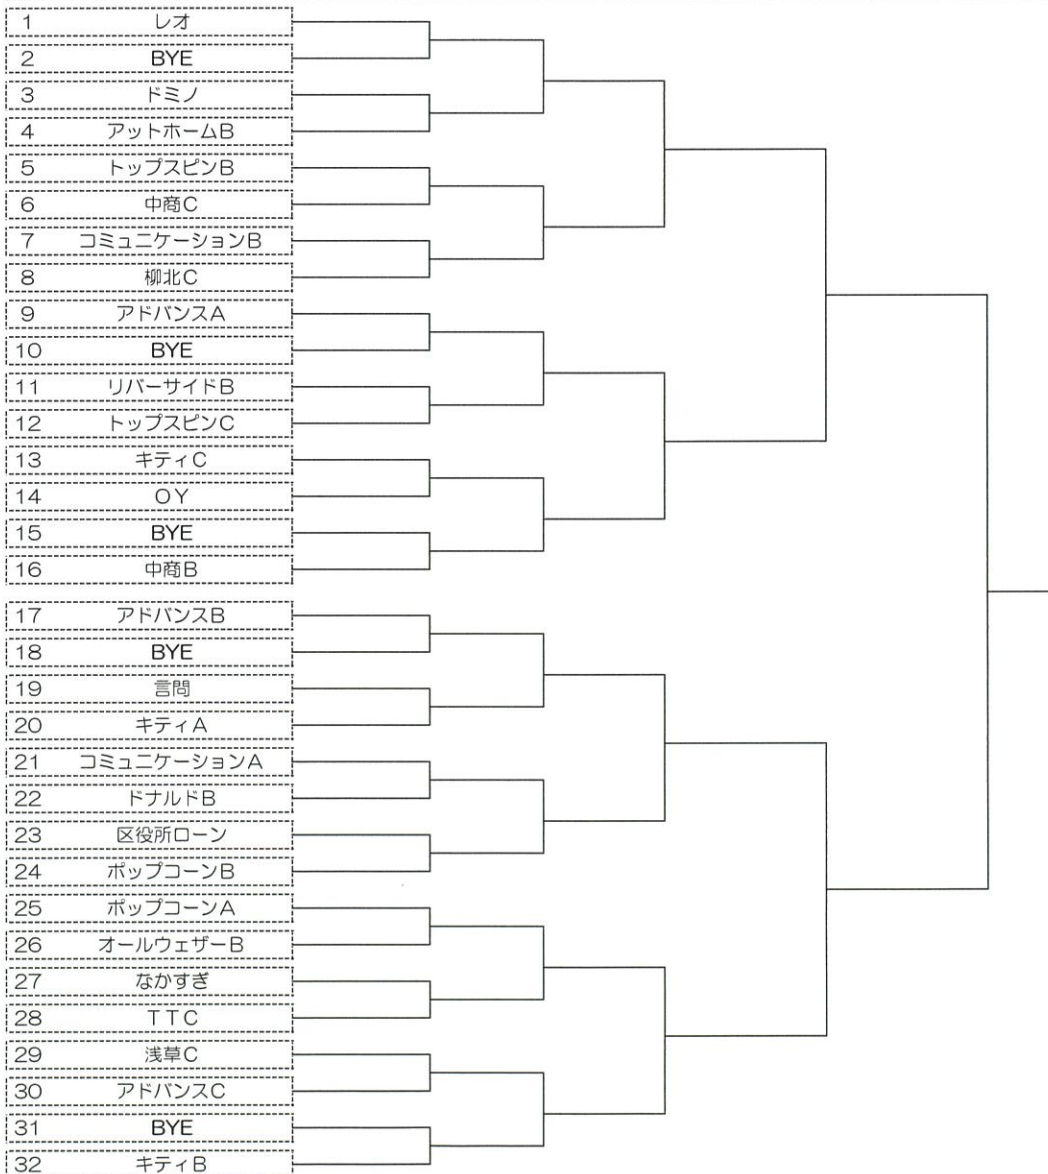 1 レオ
2 BYE
3 ドミノ
4 アットホームB
5 トップスピンB
6 中商C
7 コミュニケーションB
8 柳北C
9 アドバンスA
10 BYE
11 リバーサイドB
12 トップスピンC
13 キティC
14 OY
15 BYE
16 中商B
17 アドバンスB
18 BYE
19 言問
20 キティA
21 コミュニケーションA
22 ドナルドB
23 区役所ローン
24 ポップコーンB
25 ポップコーンA
26 オールウェザーB
27 なかすぎ
28 TTC
29 浅草C
30 アドバンスC
31 BYE
32 キティB